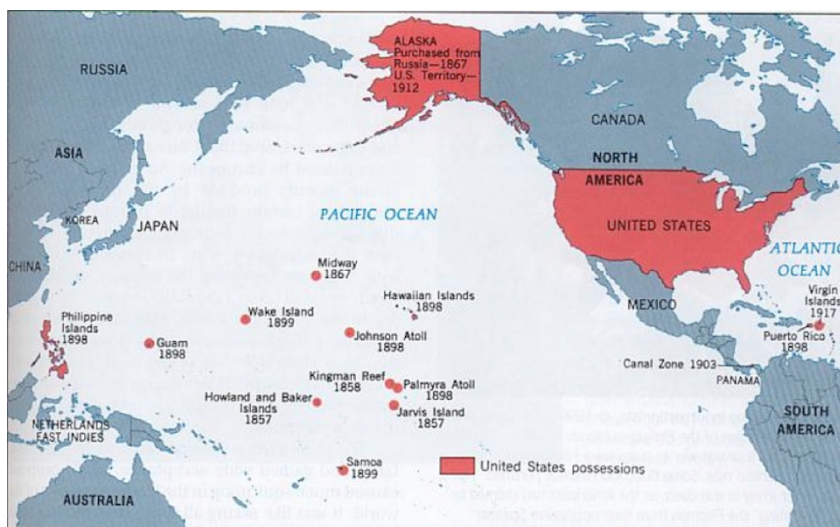 ALASKA
Purchased from
Russia—1867
U.S. Territory—
1912
RUSSIA
CANADA
ASIA
NORTH
AMERICA
UNITED STATES
PACIFIC OCEAN
KOREA
JAPAN
ATLANTIC
OCEAN
CHINA
Midway
1867
Hawaiian Islands
1898
MEXICO
Virgin
Islands
1917
Wake Island
1899
Philippine
Islands
1898
Guam
1898
Johnson Atoll
1898
Puerto Rico
1898
Canal Zone 1903
PANAMA
Kingman Reef
1858
Palmyra Atoll
1898
Howland and Baker
Islands
1857
Jarvis Island
1857
NETHERLANDS
EAST INDIES
SOUTH
AMERICA
Samoa
1899
United States possessions
AUSTRALIA